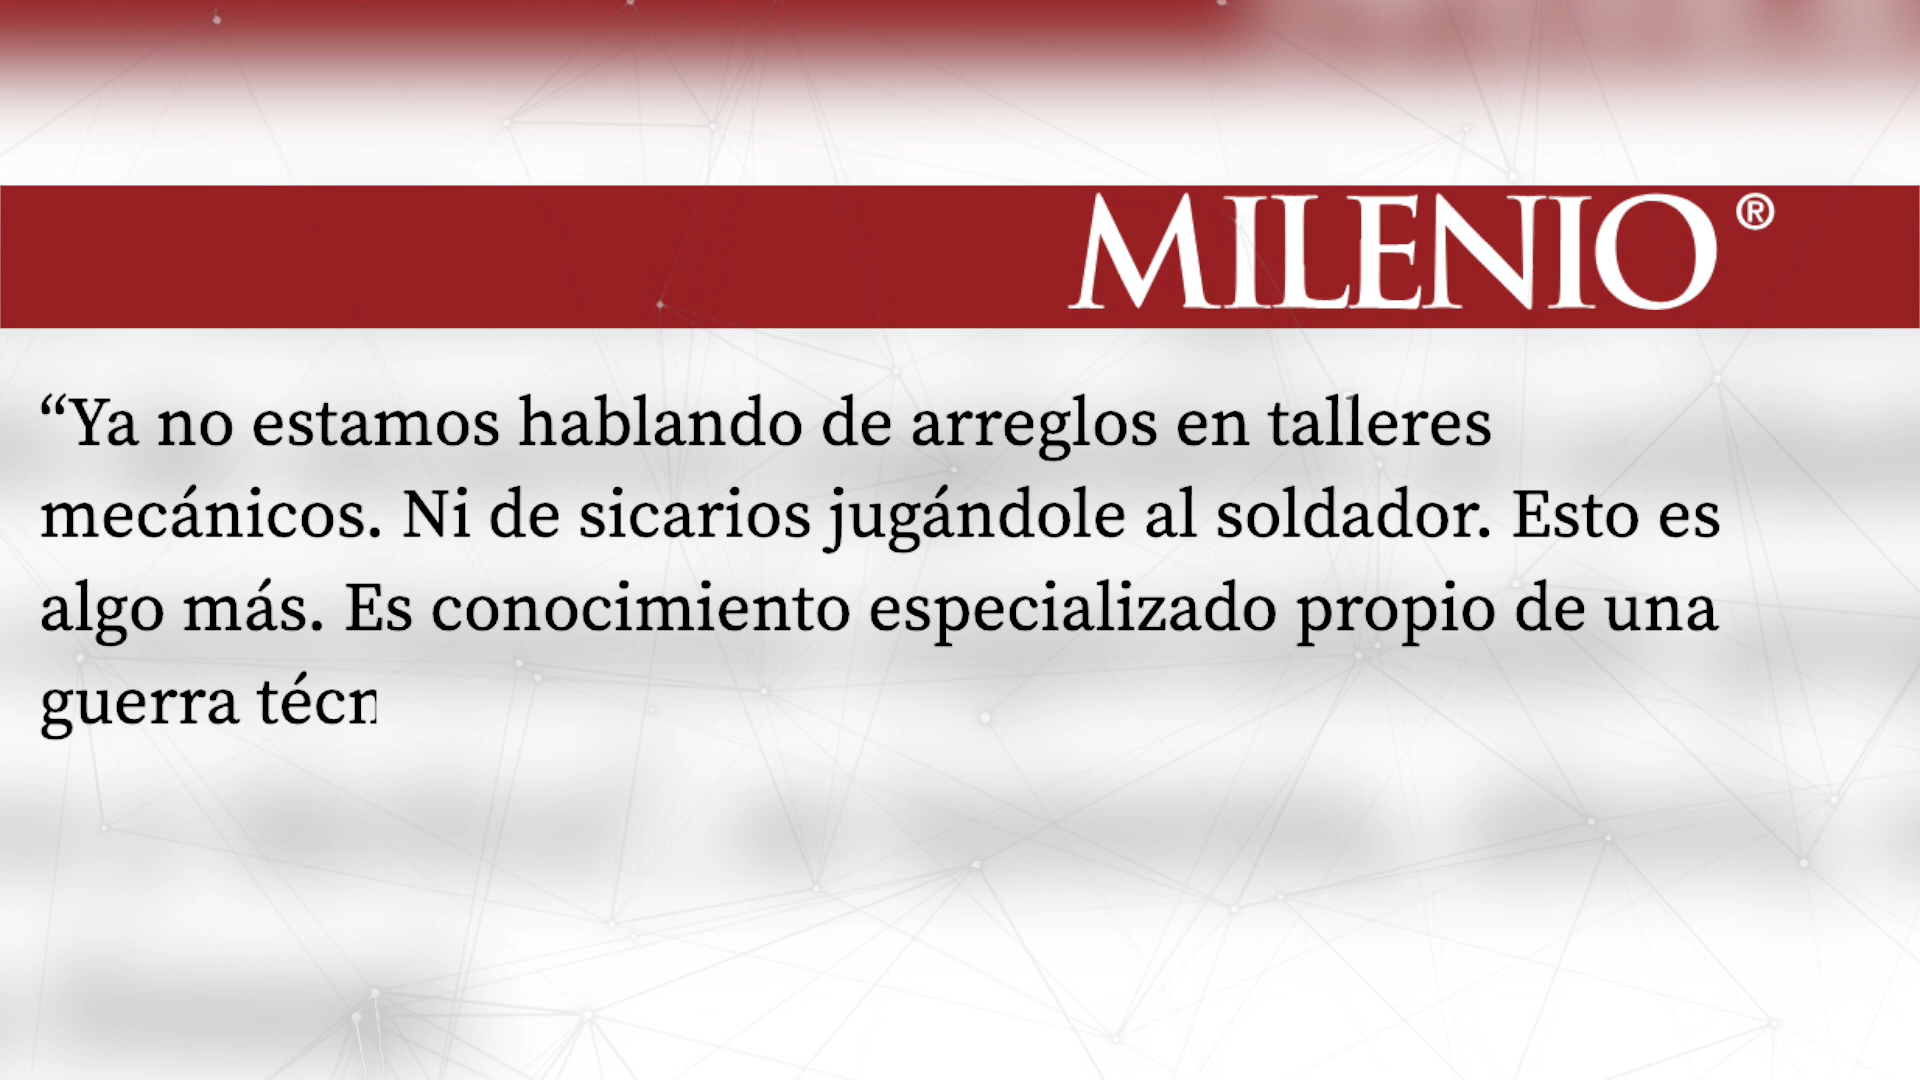 MILENIO®
“Ya no estamos hablando de arreglos en talleres
mecánicos. Ni de sicarios jugándole al soldador. Esto es
algo más. Es conocimiento especializado propio de una
guerra técn